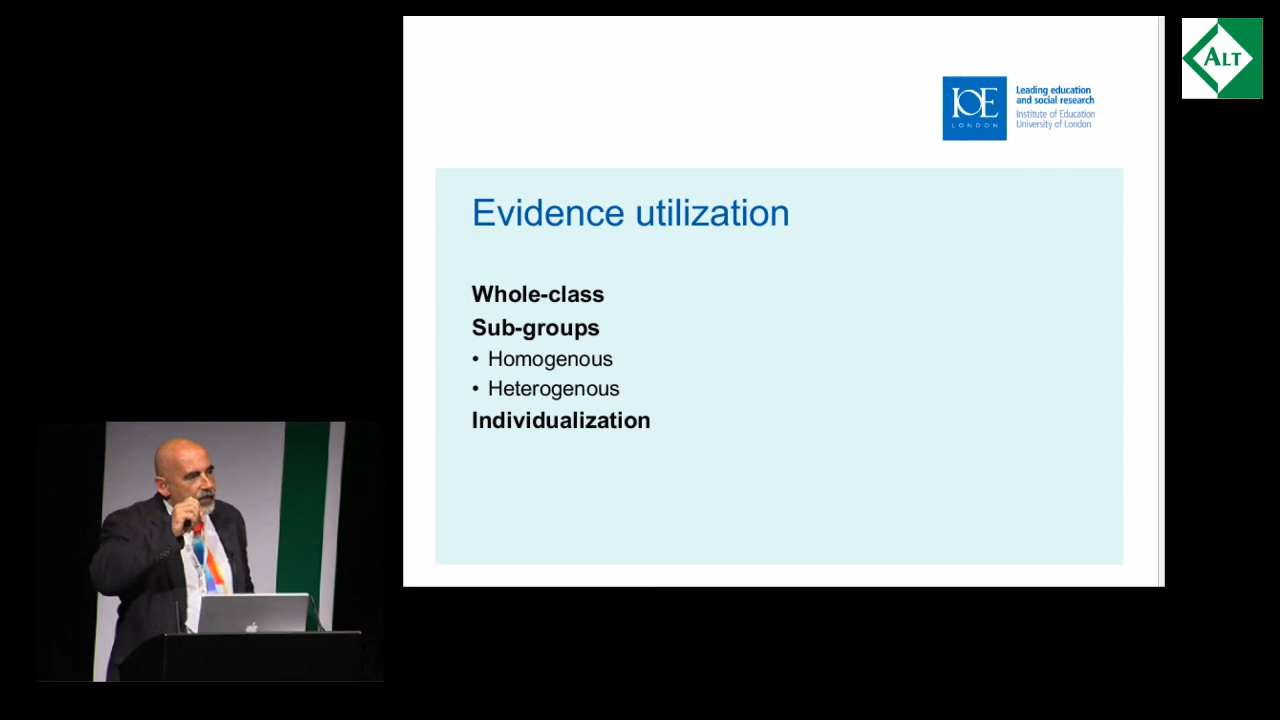 ALT
IOE
LONDON
Leading education
and social research
Institute of Education
University of London
Evidence utilization
Whole-class
Sub-groups
• Homogenous
• Heterogenous
Individualization